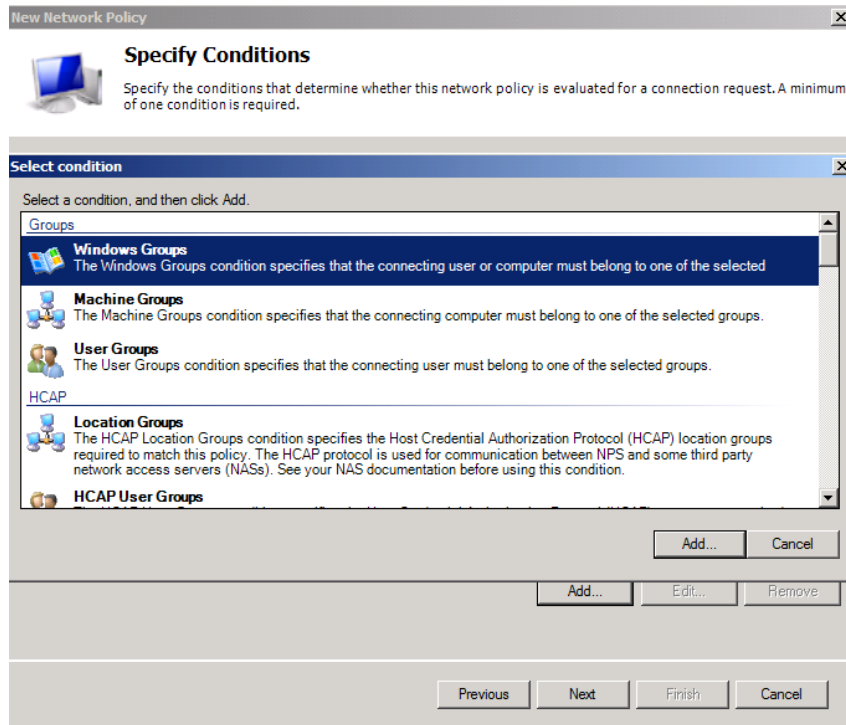 New Network Policy
Specify Conditions
Specify the conditions that determine whether this network policy is evaluated for a connection request. A minimum
of one condition is required.
Select condition
Select a condition, and then click Add.
Groups
Windows Groups
The Windows Groups condition specifies that the connecting user or computer must belong to one of the selected
Machine Groups
The Machine Groups condition specifies that the connecting computer must belong to one of the selected groups.
User Groups
The User Groups condition specifies that the connecting user must belong to one of the selected groups.
HCAP
Location Groups
The HCAP Location Groups condition specifies the Host Credential Authorization Protocol (HCAP) location groups
required to match this policy. The HCAP protocol is used for communication between NPS and some third party
network access servers (NASs). See your NAS documentation before using this condition.
HCAP User Groups
Add... Cancel
Add... Edit... Remove
Previous Next Finish Cancel